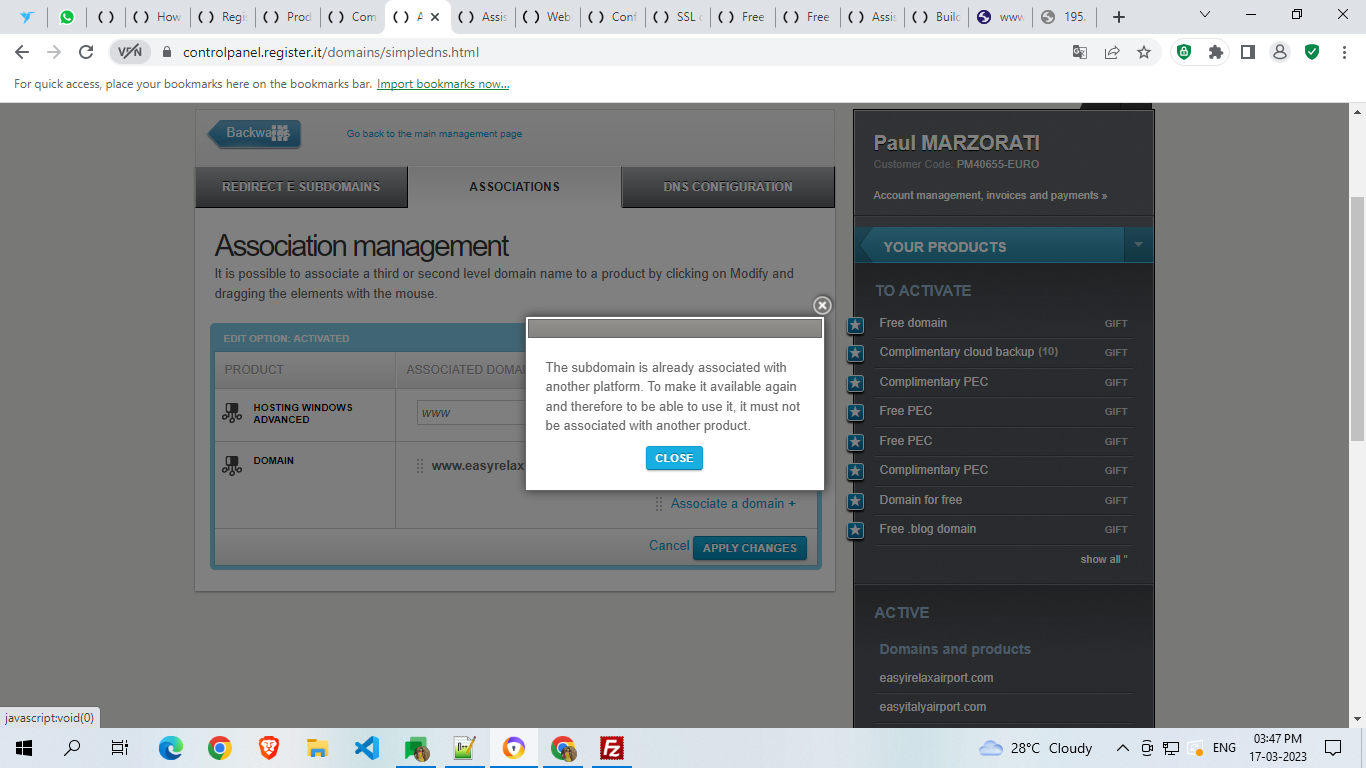 How
Regis
Prod
Com
A
Assis
Web
Conf
SSL c
Free
Free
Assis
Build
www
195.
VPN
controlpanel.register.it/domains/simpledns.html
For quick access, place your bookmarks here on the bookmarks bar. Import bookmarks now...
Backwards
Go back to the main management page
REDIRECT E SUBDOMAINS
ASSOCIATIONS
DNS CONFIGURATION
Association management
It is possible to associate a third or second level domain name to a product by clicking on Modify and
dragging the elements with the mouse.
EDIT OPTION: ACTIVATED
PRODUCT
ASSOCIATED DOMA
HOSTING WINDOWS
ADVANCED
www
DOMAIN
www.easyrelax
Associate a domain +
Cancel
APPLY CHANGES
The subdomain is already associated with
another platform. To make it available again
and therefore to be able to use it, it must not
be associated with another product.
CLOSE
Paul MARZORATI
Customer Code: PM40655-EURO
Account management, invoices and payments »
YOUR PRODUCTS
TO ACTIVATE
Free domain GIFT
Complimentary cloud backup (10) GIFT
Complimentary PEC GIFT
Free PEC GIFT
Free PEC GIFT
Complimentary PEC GIFT
Domain for free GIFT
Free .blog domain GIFT
show all "
ACTIVE
Domains and products
easyirelaxairport.com
easyitalyairport.com
javascript:void(0)
28°C Cloudy
ENG
03:47 PM
17-03-2023